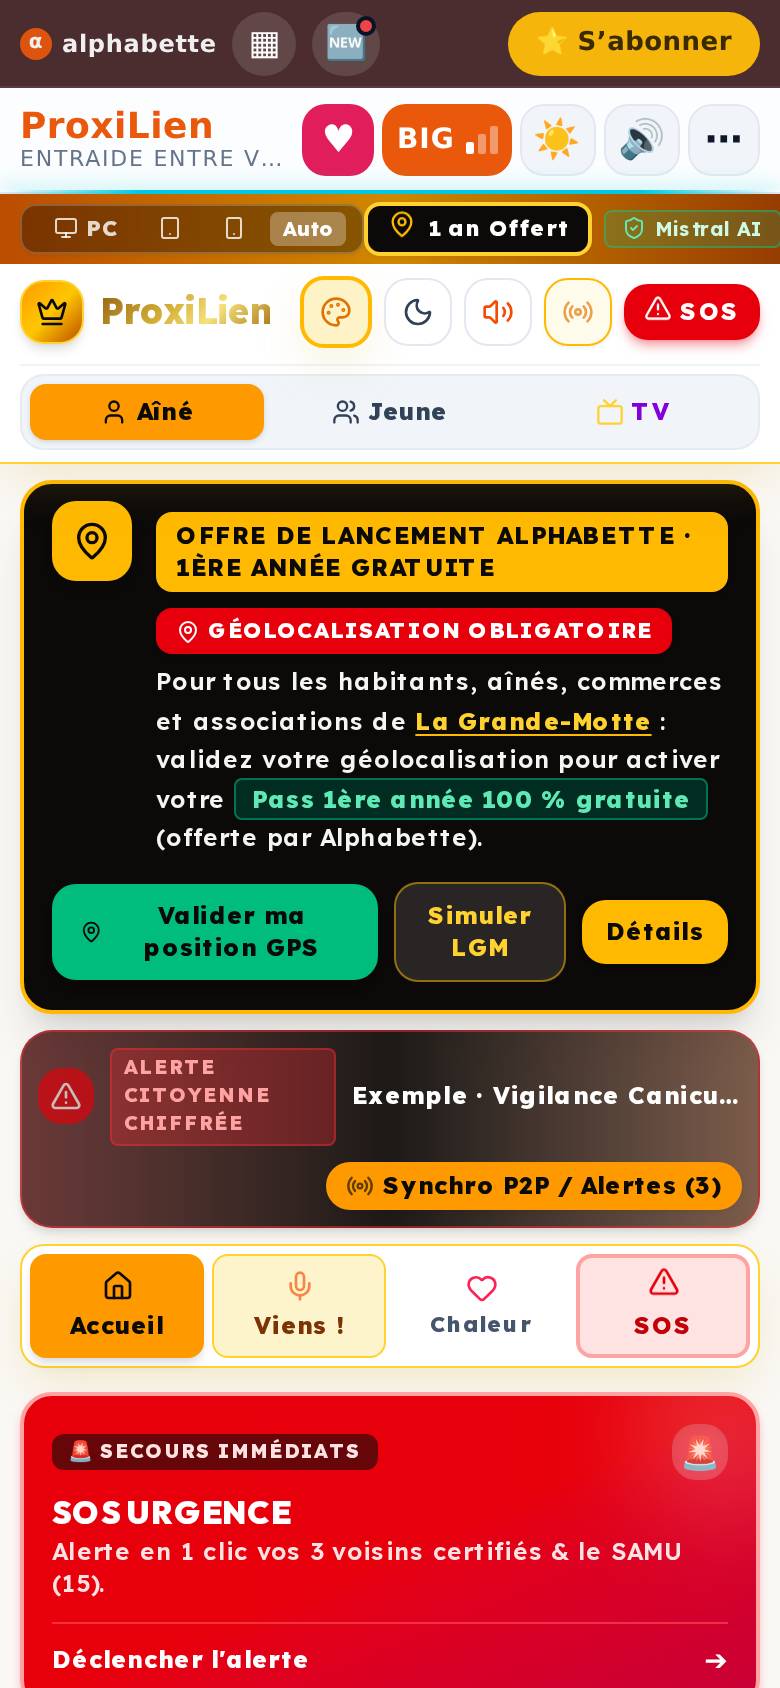 α alphabette
NEW
⭐ S'abonner
ProxiLien
ENTRAIDE ENTRE V...
BIG
PC
Auto
1 an Offert
Mistral AI
ProxiLien
SOS
Aîné
Jeune
TV
OFFRE DE LANCEMENT ALPHABETTE ·
1ÈRE ANNÉE GRATUITE
GÉOLOCALISATION OBLIGATOIRE
Pour tous les habitants, aînés, commerces
et associations de La Grande-Motte :
validez votre géolocalisation pour activer
votre Pass 1ère année 100 % gratuite
(offerte par Alphabette).
Valider ma
position GPS
Simuler
LGM
Détails
ALERTE
CITOYENNE
CHIFFRÉE
Exemple · Vigilance Canicu...
Synchro P2P / Alertes (3)
Accueil
Viens !
Chaleur
SOS
🚨 SECOURS IMMÉDIATS
SOS URGENCE
Alerte en 1 clic vos 3 voisins certifiés & le SAMU
(15).
Déclencher l'alerte →